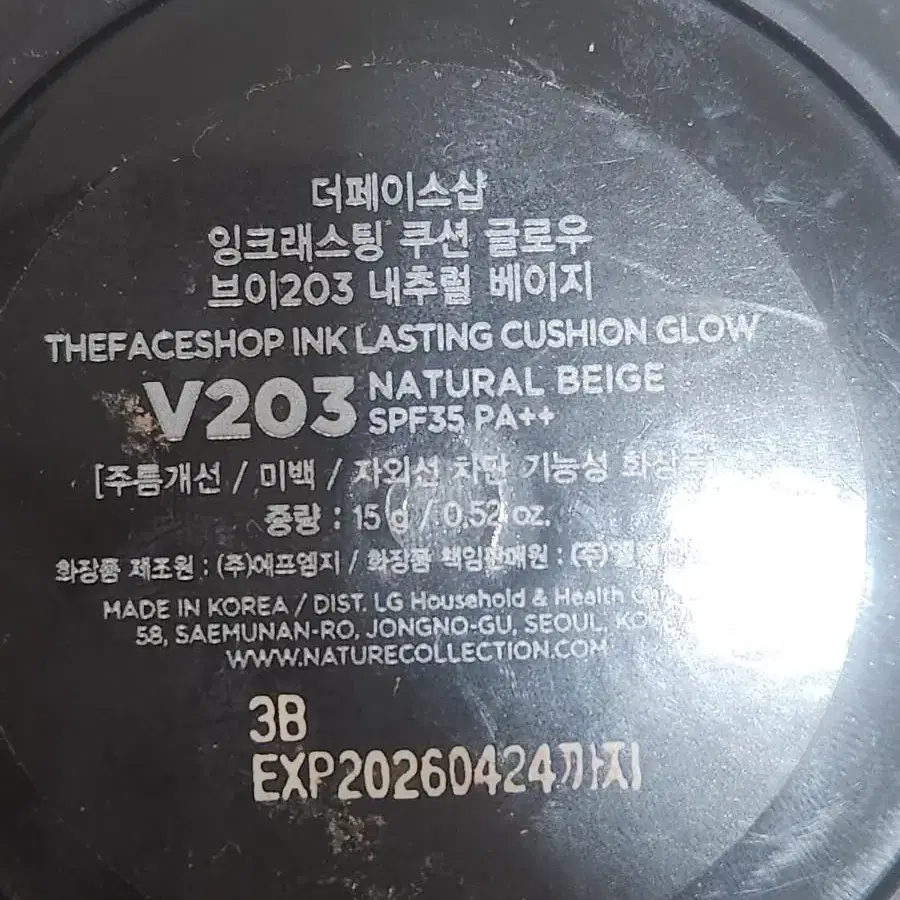 더페이스샵
잉크래스팅 쿠션 글로우
브이203 내추럴 베이지
THEFACESHOP INK LASTING CUSHION GLOW
V203 NATURAL BEIGE
SPF35 PA++
[주름개선 / 미백 / 자외선 차단 기능성
중량 : 15 g / 0.52 oz.
화장품 제조원 : (주)에프엠지 / 화장품 책임판매원 : (주)
MADE IN KOREA / DIST. LG Household & Health
58, SAEMUNAN-RO, JONGNO-GU, SEOUL,
WWW.NATURECOLLECTION.COM
3B
EXP20260424까지